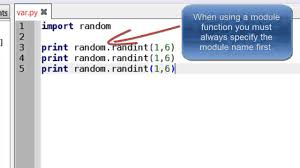 nts
var.py
When using a module
function you must
always specify the
module name first
1 import random
2
3 print random.randint(1,6)
4 print random.randint(1,6)
5 print random.randint(1,6)